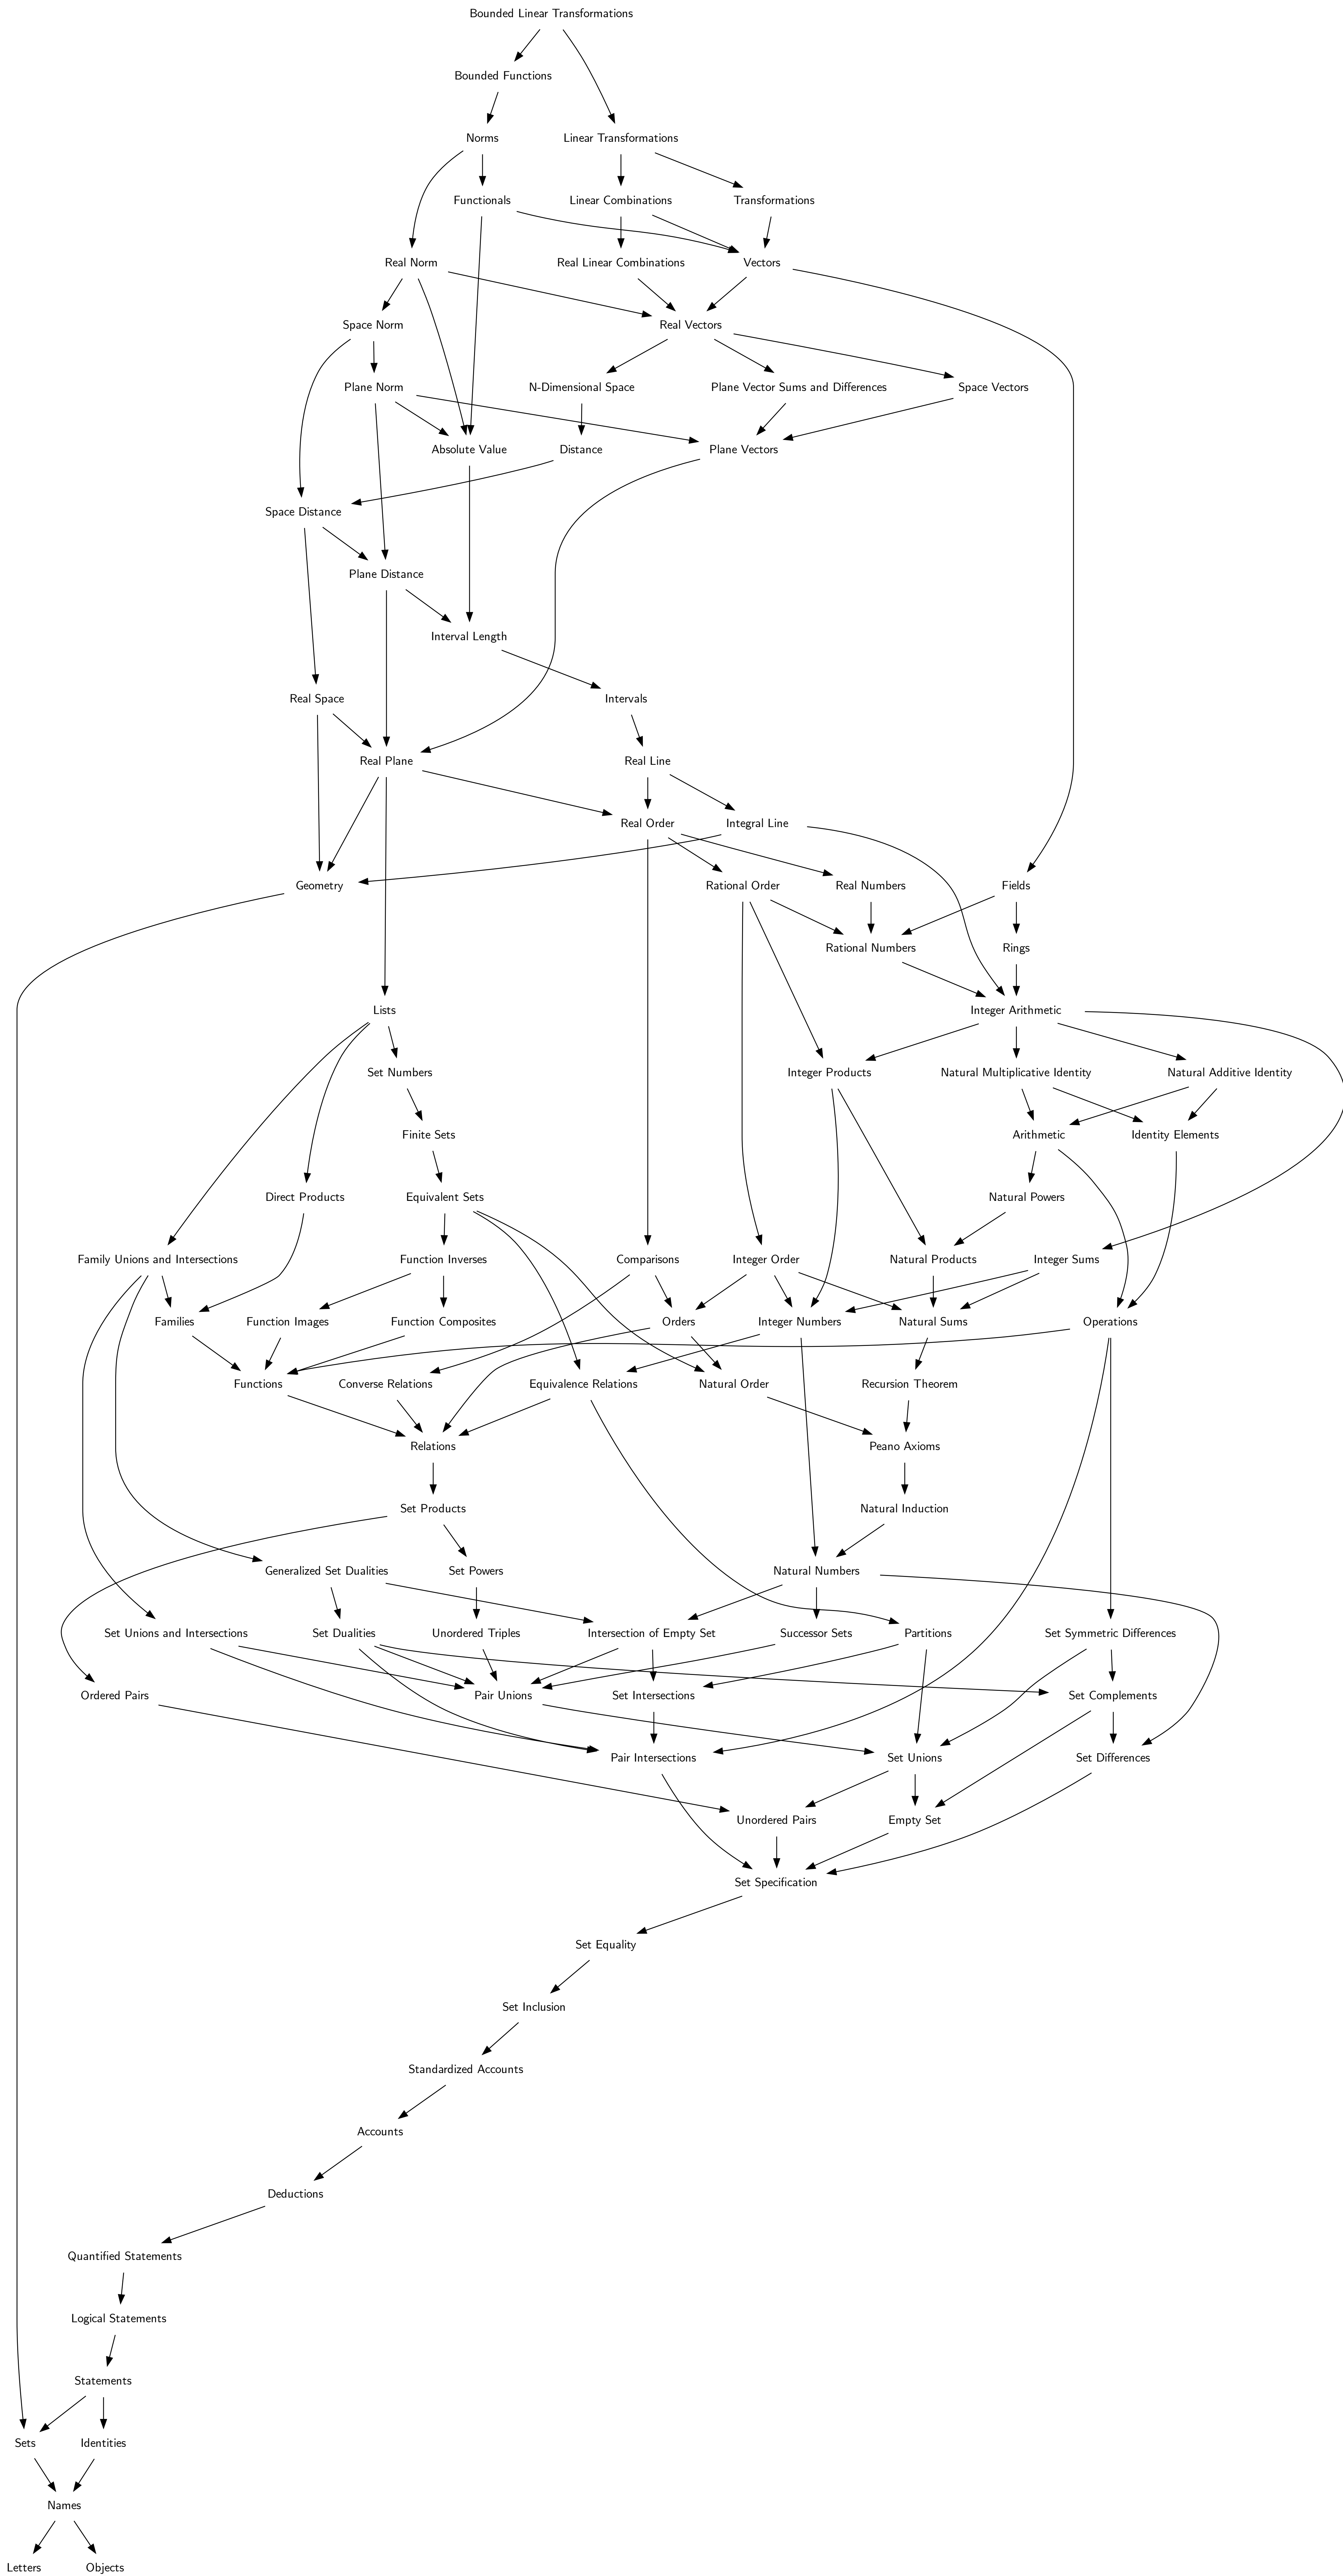 Bounded Linear Transformations
Bounded Functions
Norms
Linear Transformations
Functionals
Linear Combinations
Transformations
Real Norm
Real Linear Combinations
Vectors
Space Norm
Real Vectors
Plane Norm
N-Dimensional Space
Plane Vector Sums and Differences
Space Vectors
Absolute Value
Distance
Plane Vectors
Space Distance
Plane Distance
Interval Length
Real Space
Intervals
Real Plane
Real Line
Real Order
Integral Line
Geometry
Rational Order
Real Numbers
Fields
Rational Numbers
Rings
Lists
Integer Arithmetic
Set Numbers
Integer Products
Natural Multiplicative Identity
Natural Additive Identity
Finite Sets
Arithmetic
Identity Elements
Direct Products
Equivalent Sets
Natural Powers
Family Unions and Intersections
Function Inverses
Comparisons
Integer Order
Natural Products
Integer Sums
Families
Function Images
Function Composites
Orders
Integer Numbers
Natural Sums
Operations
Functions
Converse Relations
Equivalence Relations
Natural Order
Recursion Theorem
Relations
Peano Axioms
Set Products
Natural Induction
Generalized Set Dualities
Set Powers
Natural Numbers
Set Unions and Intersections
Set Dualities
Unordered Triples
Intersection of Empty Set
Successor Sets
Partitions
Set Symmetric Differences
Ordered Pairs
Pair Unions
Set Intersections
Set Complements
Pair Intersections
Set Unions
Set Differences
Unordered Pairs
Empty Set
Set Specification
Set Equality
Set Inclusion
Standardized Accounts
Accounts
Deductions
Quantified Statements
Logical Statements
Statements
Sets
Identities
Names
Letters
Objects